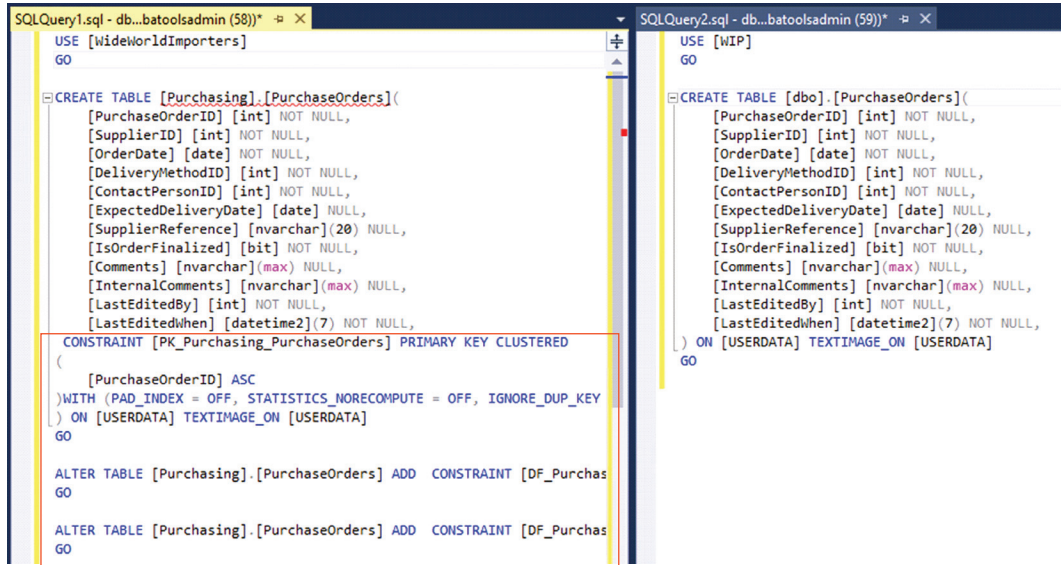 SQLQuery1.sql - db...batoolsadmin (58))*
USE [WideWorldImporters]
GO
CREATE TABLE [Purchasing].[PurchaseOrders](
[PurchaseOrderID] [int] NOT NULL,
[SupplierID] [int] NOT NULL,
[OrderDate] [date] NOT NULL,
[DeliveryMethodID] [int] NOT NULL,
[ContactPersonID] [int] NOT NULL,
[ExpectedDeliveryDate] [date] NULL,
[SupplierReference] [nvarchar](20) NULL,
[IsOrderFinalized] [bit] NOT NULL,
[Comments] [nvarchar](max) NULL,
[InternalComments] [nvarchar](max) NULL,
[LastEditedBy] [int] NOT NULL,
[LastEditedWhen] [datetime2](7) NOT NULL,
CONSTRAINT [PK_Purchasing_PurchaseOrders] PRIMARY KEY CLUSTERED
(
[PurchaseOrderID] ASC
)WITH (PAD_INDEX = OFF, STATISTICS_NORECOMPUTE = OFF, IGNORE_DUP_KEY
) ON [USERDATA] TEXTIMAGE_ON [USERDATA]
GO
ALTER TABLE [Purchasing].[PurchaseOrders] ADD  CONSTRAINT [DF_Purchas
GO
ALTER TABLE [Purchasing].[PurchaseOrders] ADD  CONSTRAINT [DF_Purchas
GO
SQLQuery2.sql - db...batoolsadmin (59))*
USE [WIP]
GO
CREATE TABLE [dbo].[PurchaseOrders](
[PurchaseOrderID] [int] NOT NULL,
[SupplierID] [int] NOT NULL,
[OrderDate] [date] NOT NULL,
[DeliveryMethodID] [int] NOT NULL,
[ContactPersonID] [int] NOT NULL,
[ExpectedDeliveryDate] [date] NULL,
[SupplierReference] [nvarchar](20) NULL,
[IsOrderFinalized] [bit] NOT NULL,
[Comments] [nvarchar](max) NULL,
[InternalComments] [nvarchar](max) NULL,
[LastEditedBy] [int] NOT NULL,
[LastEditedWhen] [datetime2](7) NOT NULL,
) ON [USERDATA] TEXTIMAGE_ON [USERDATA]
GO